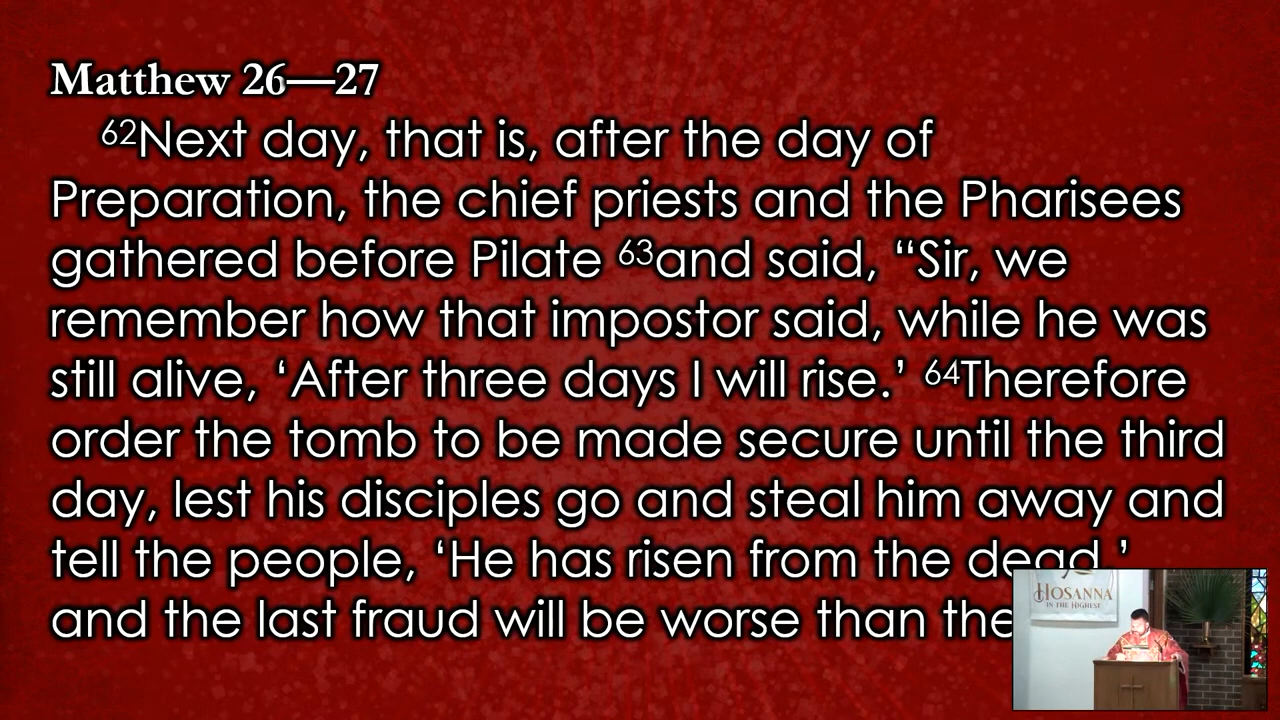 Matthew 26—27
62Next day, that is, after the day of
Preparation, the chief priests and the Pharisees
gathered before Pilate 63and said, “Sir, we
remember how that impostor said, while he was
still alive, ‘After three days I will rise.’ 64Therefore
order the tomb to be made secure until the third
day, lest his disciples go and steal him away and
tell the people, ‘He has risen from the dead,’
and the last fraud will be worse than the
HOSANNA
IN THE HIGHEST